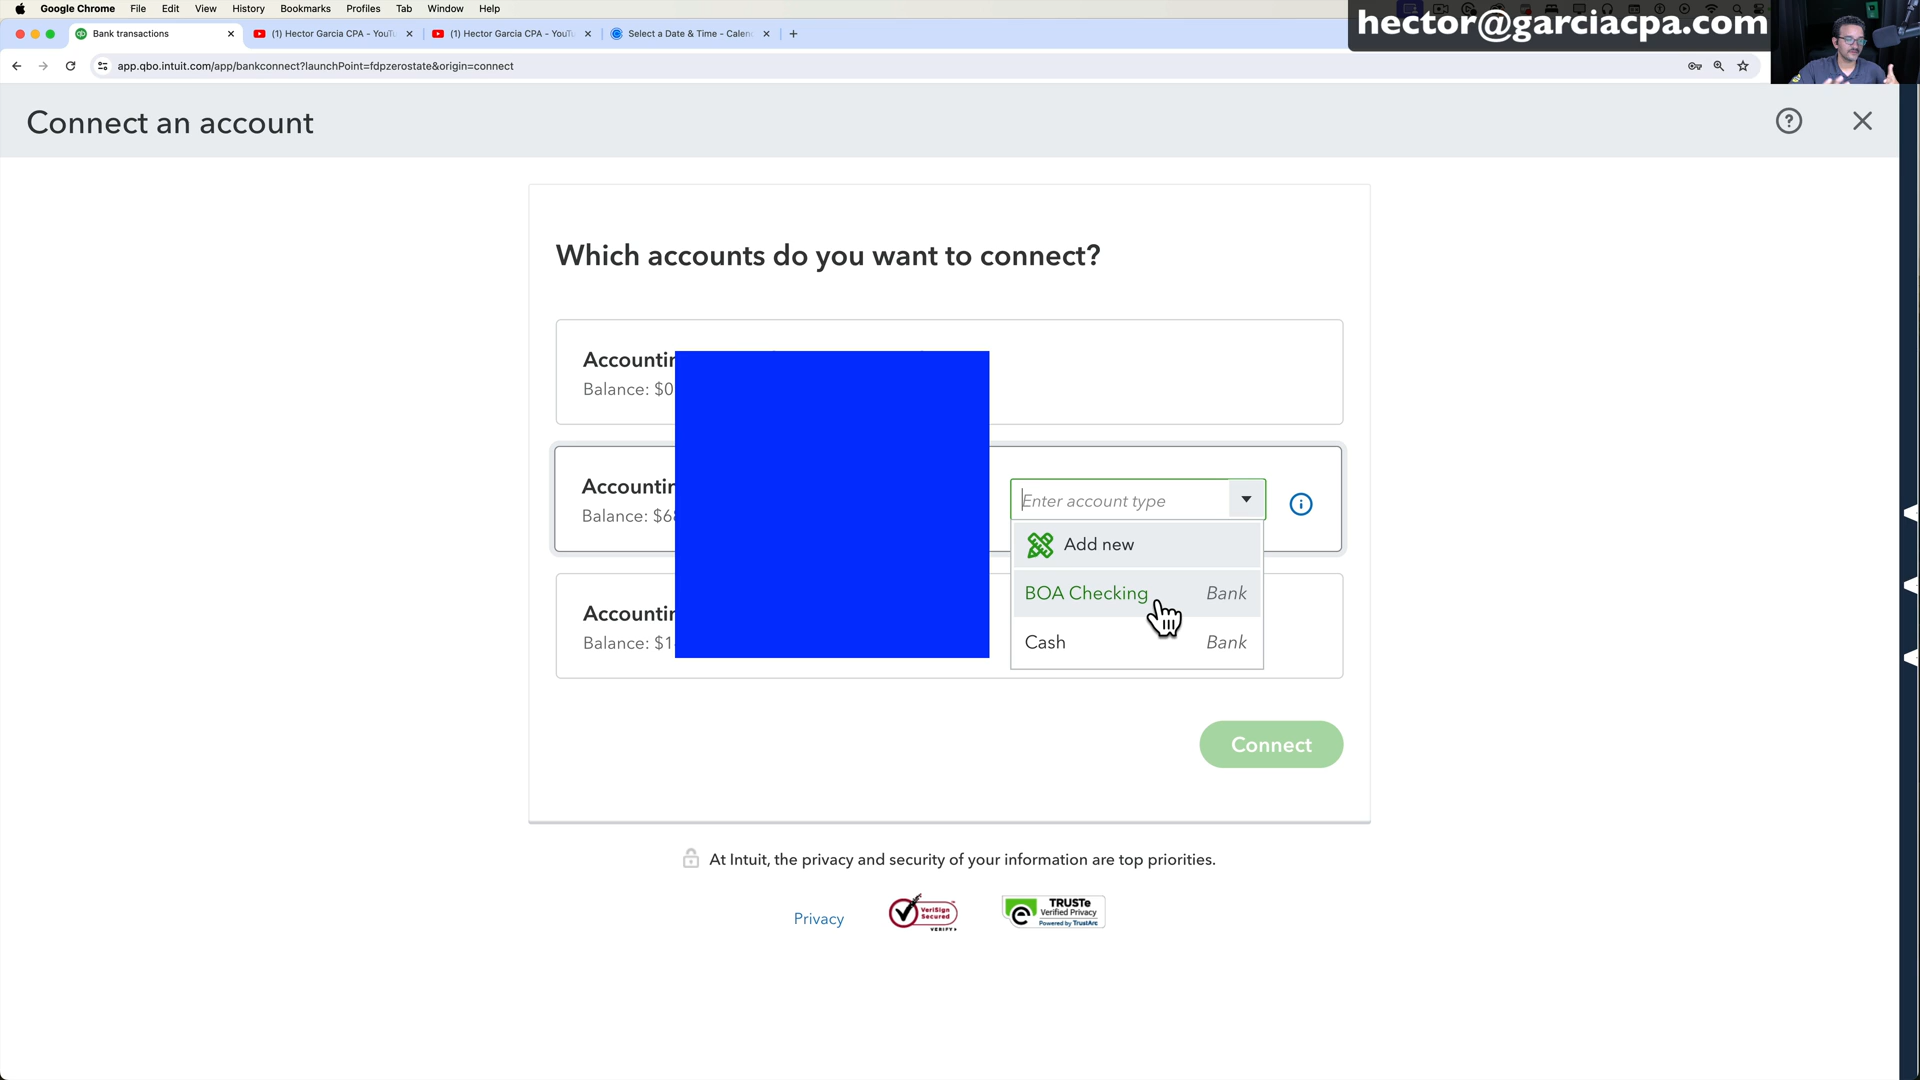 Google Chrome File Edit View History Bookmarks Profiles Tab Window Help
hector@garciacpa.com
Bank transactions
(1) Hector Garcia CPA - YouTu
(1) Hector Garcia CPA - YouTu
Select a Date & Time - Calen
app.qbo.intuit.com/app/bankconnect?launchPoint=fdpzerostate&origin=connect
Connect an account
Which accounts do you want to connect?
Accountin
Balance: $0
Accountin
Balance: $6
Enter account type
Add new
BOA Checking Bank
Accountin
Balance: $1
Cash Bank
Connect
At Intuit, the privacy and security of your information are top priorities.
Privacy
VeriSign
Secured
VERIFY
TRUSTe
Verified Privacy
Powered by TrustArc